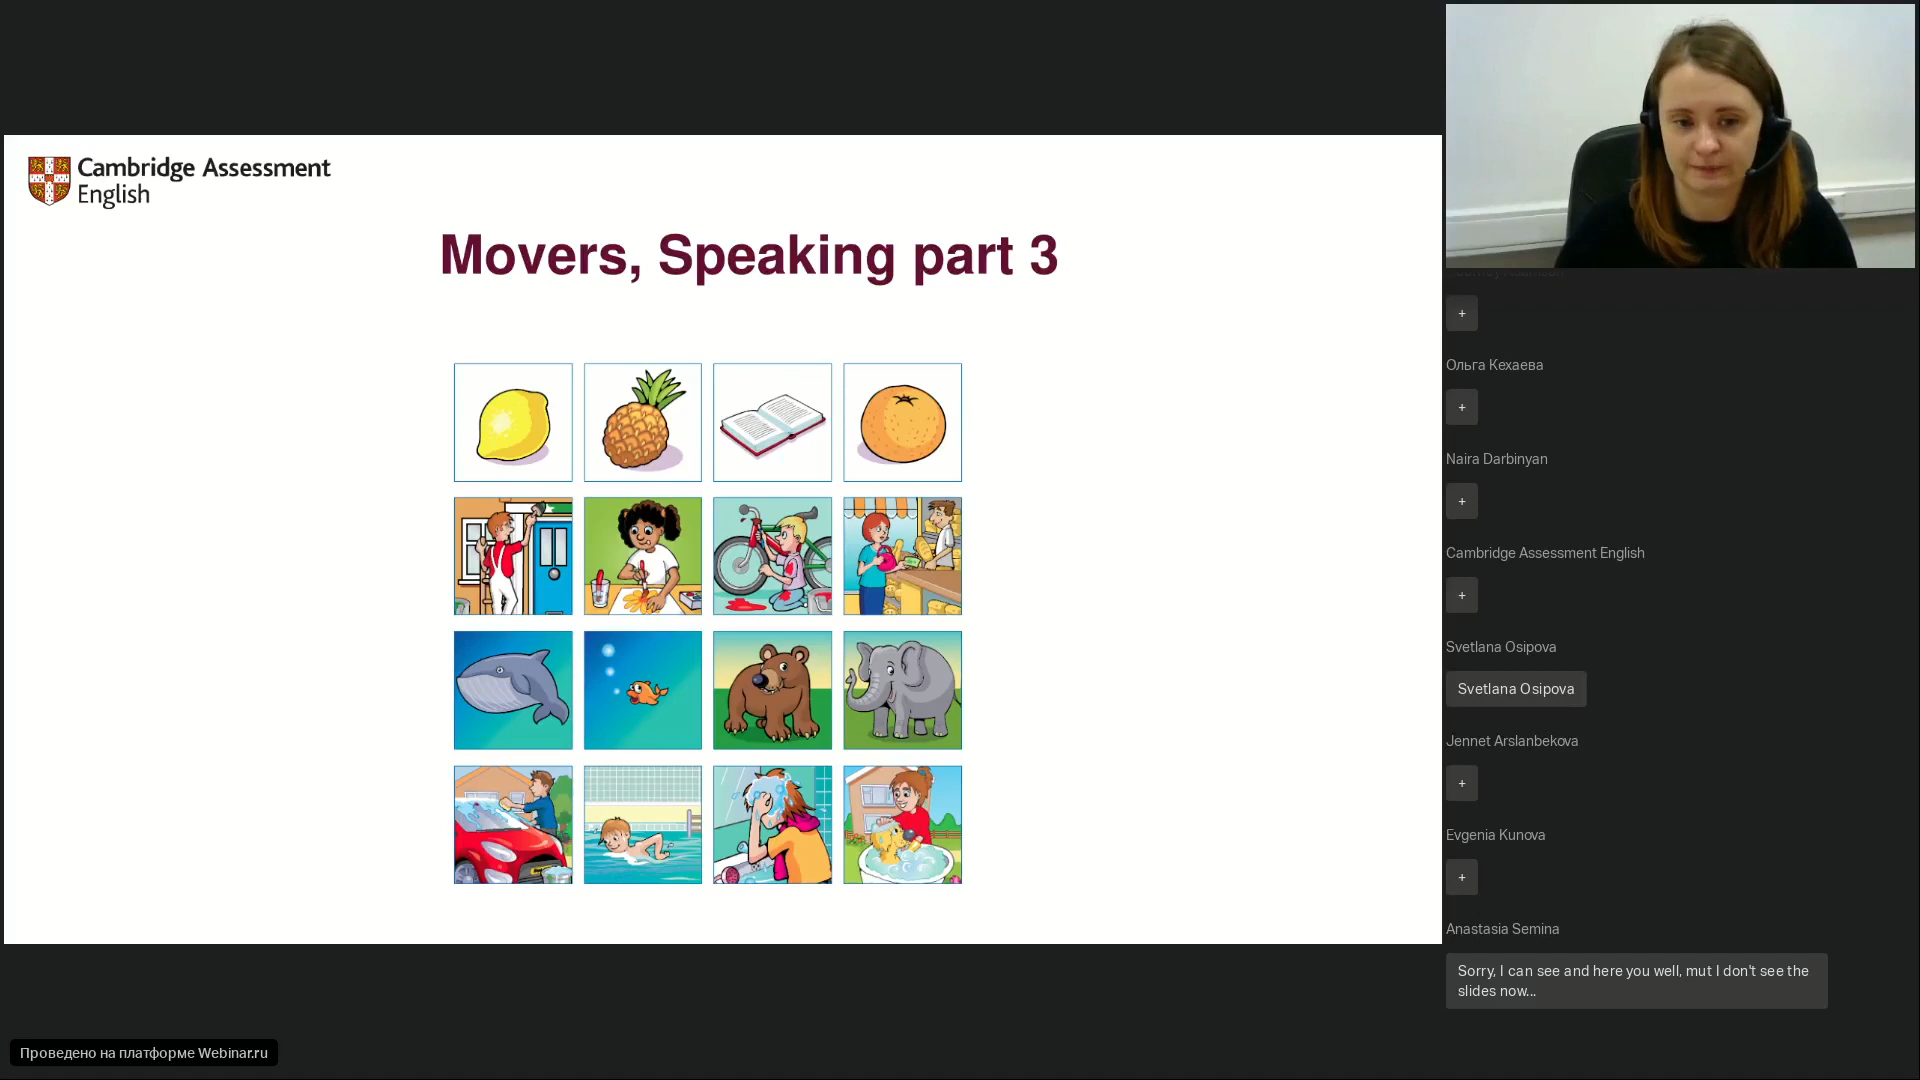 Cambridge Assessment
English
Movers, Speaking part 3
+
Ольга Кехаева
+
Naira Darbinyan
+
Cambridge Assessment English
+
Svetlana Osipova
Svetlana Osipova
Jennet Arslanbekova
+
Evgenia Kunova
+
Anastasia Semina
Sorry, I can see and here you well, mut I don't see the
slides now...
Проведено на платформе Webinar.ru